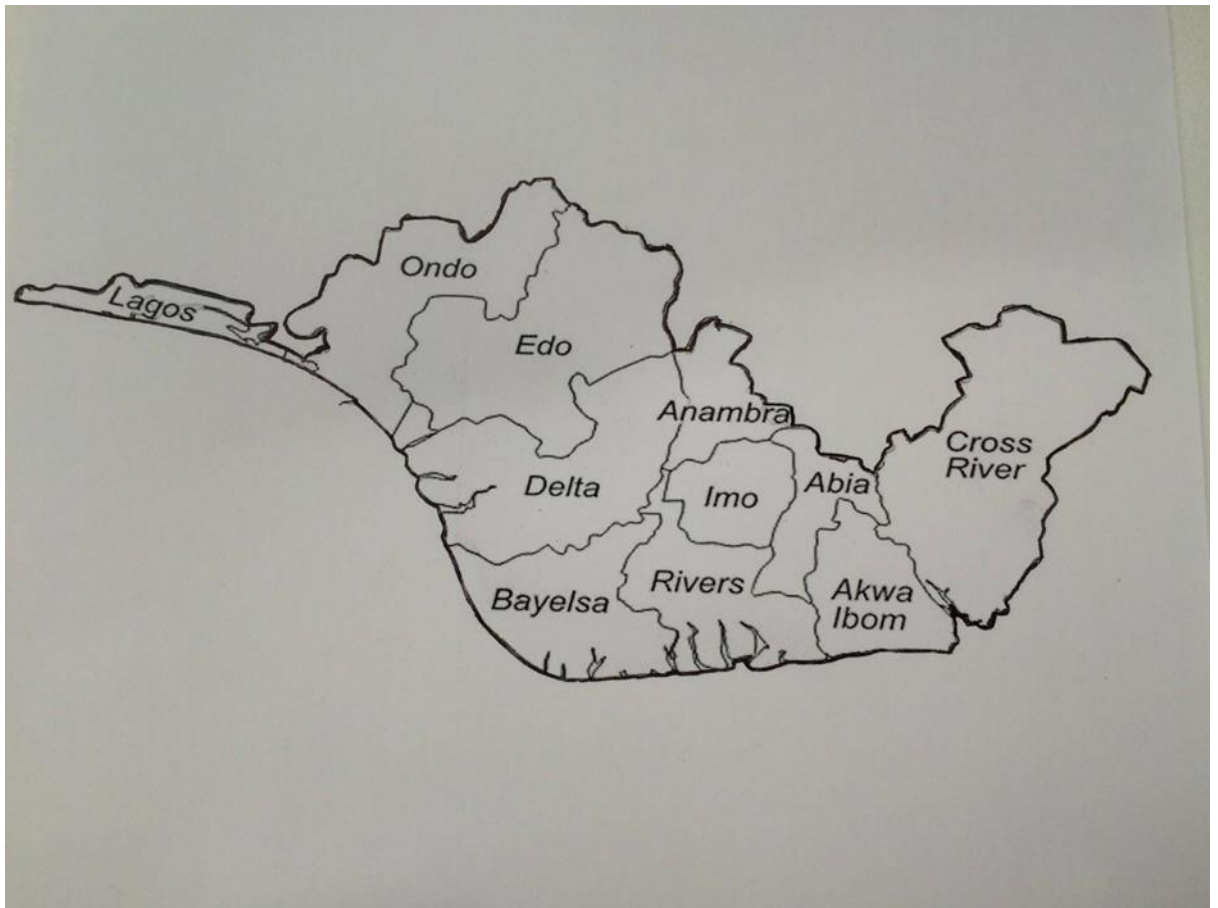 Ondo
Lagos
Edo
Anambra
Cross
River
Delta
Imo
Abia
Bayelsa
Rivers
Akwa
Ibom